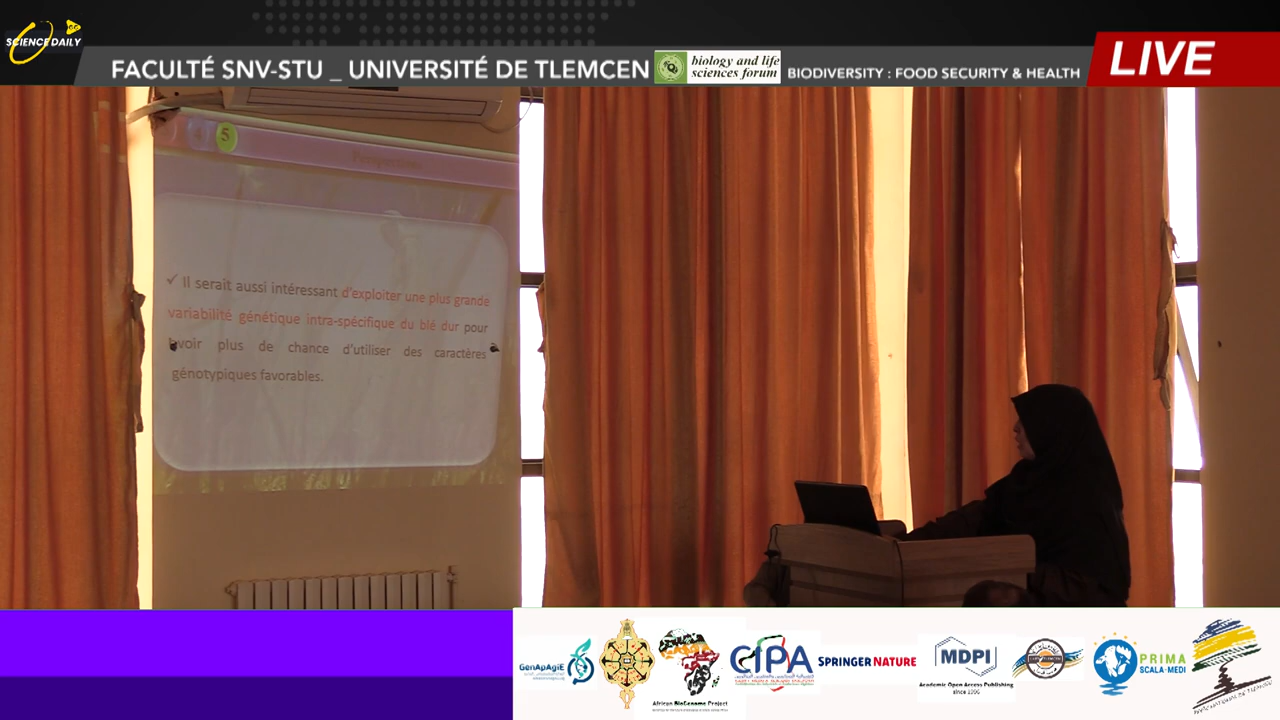 SCIENCE DAILY
FACULTÉ SNV-STU _ UNIVERSITÉ DE TLEMCEN
biology and life
sciences forum
BIODIVERSITY : FOOD SECURITY & HEALTH
LIVE
5
Perspectives
✓ Il serait aussi intéressant d'exploiter une plus grande
variabilité génétique intra-spécifique du blé dur pour
avoir plus de chance d'utiliser des caractères
génotypiques favorables.
GenApAgiE
African BioGenome Project
CIPA
SPRINGER NATURE
MDPI
Academic Open Access Publishing
since 1996
PRIMA
SCALA-MEDI